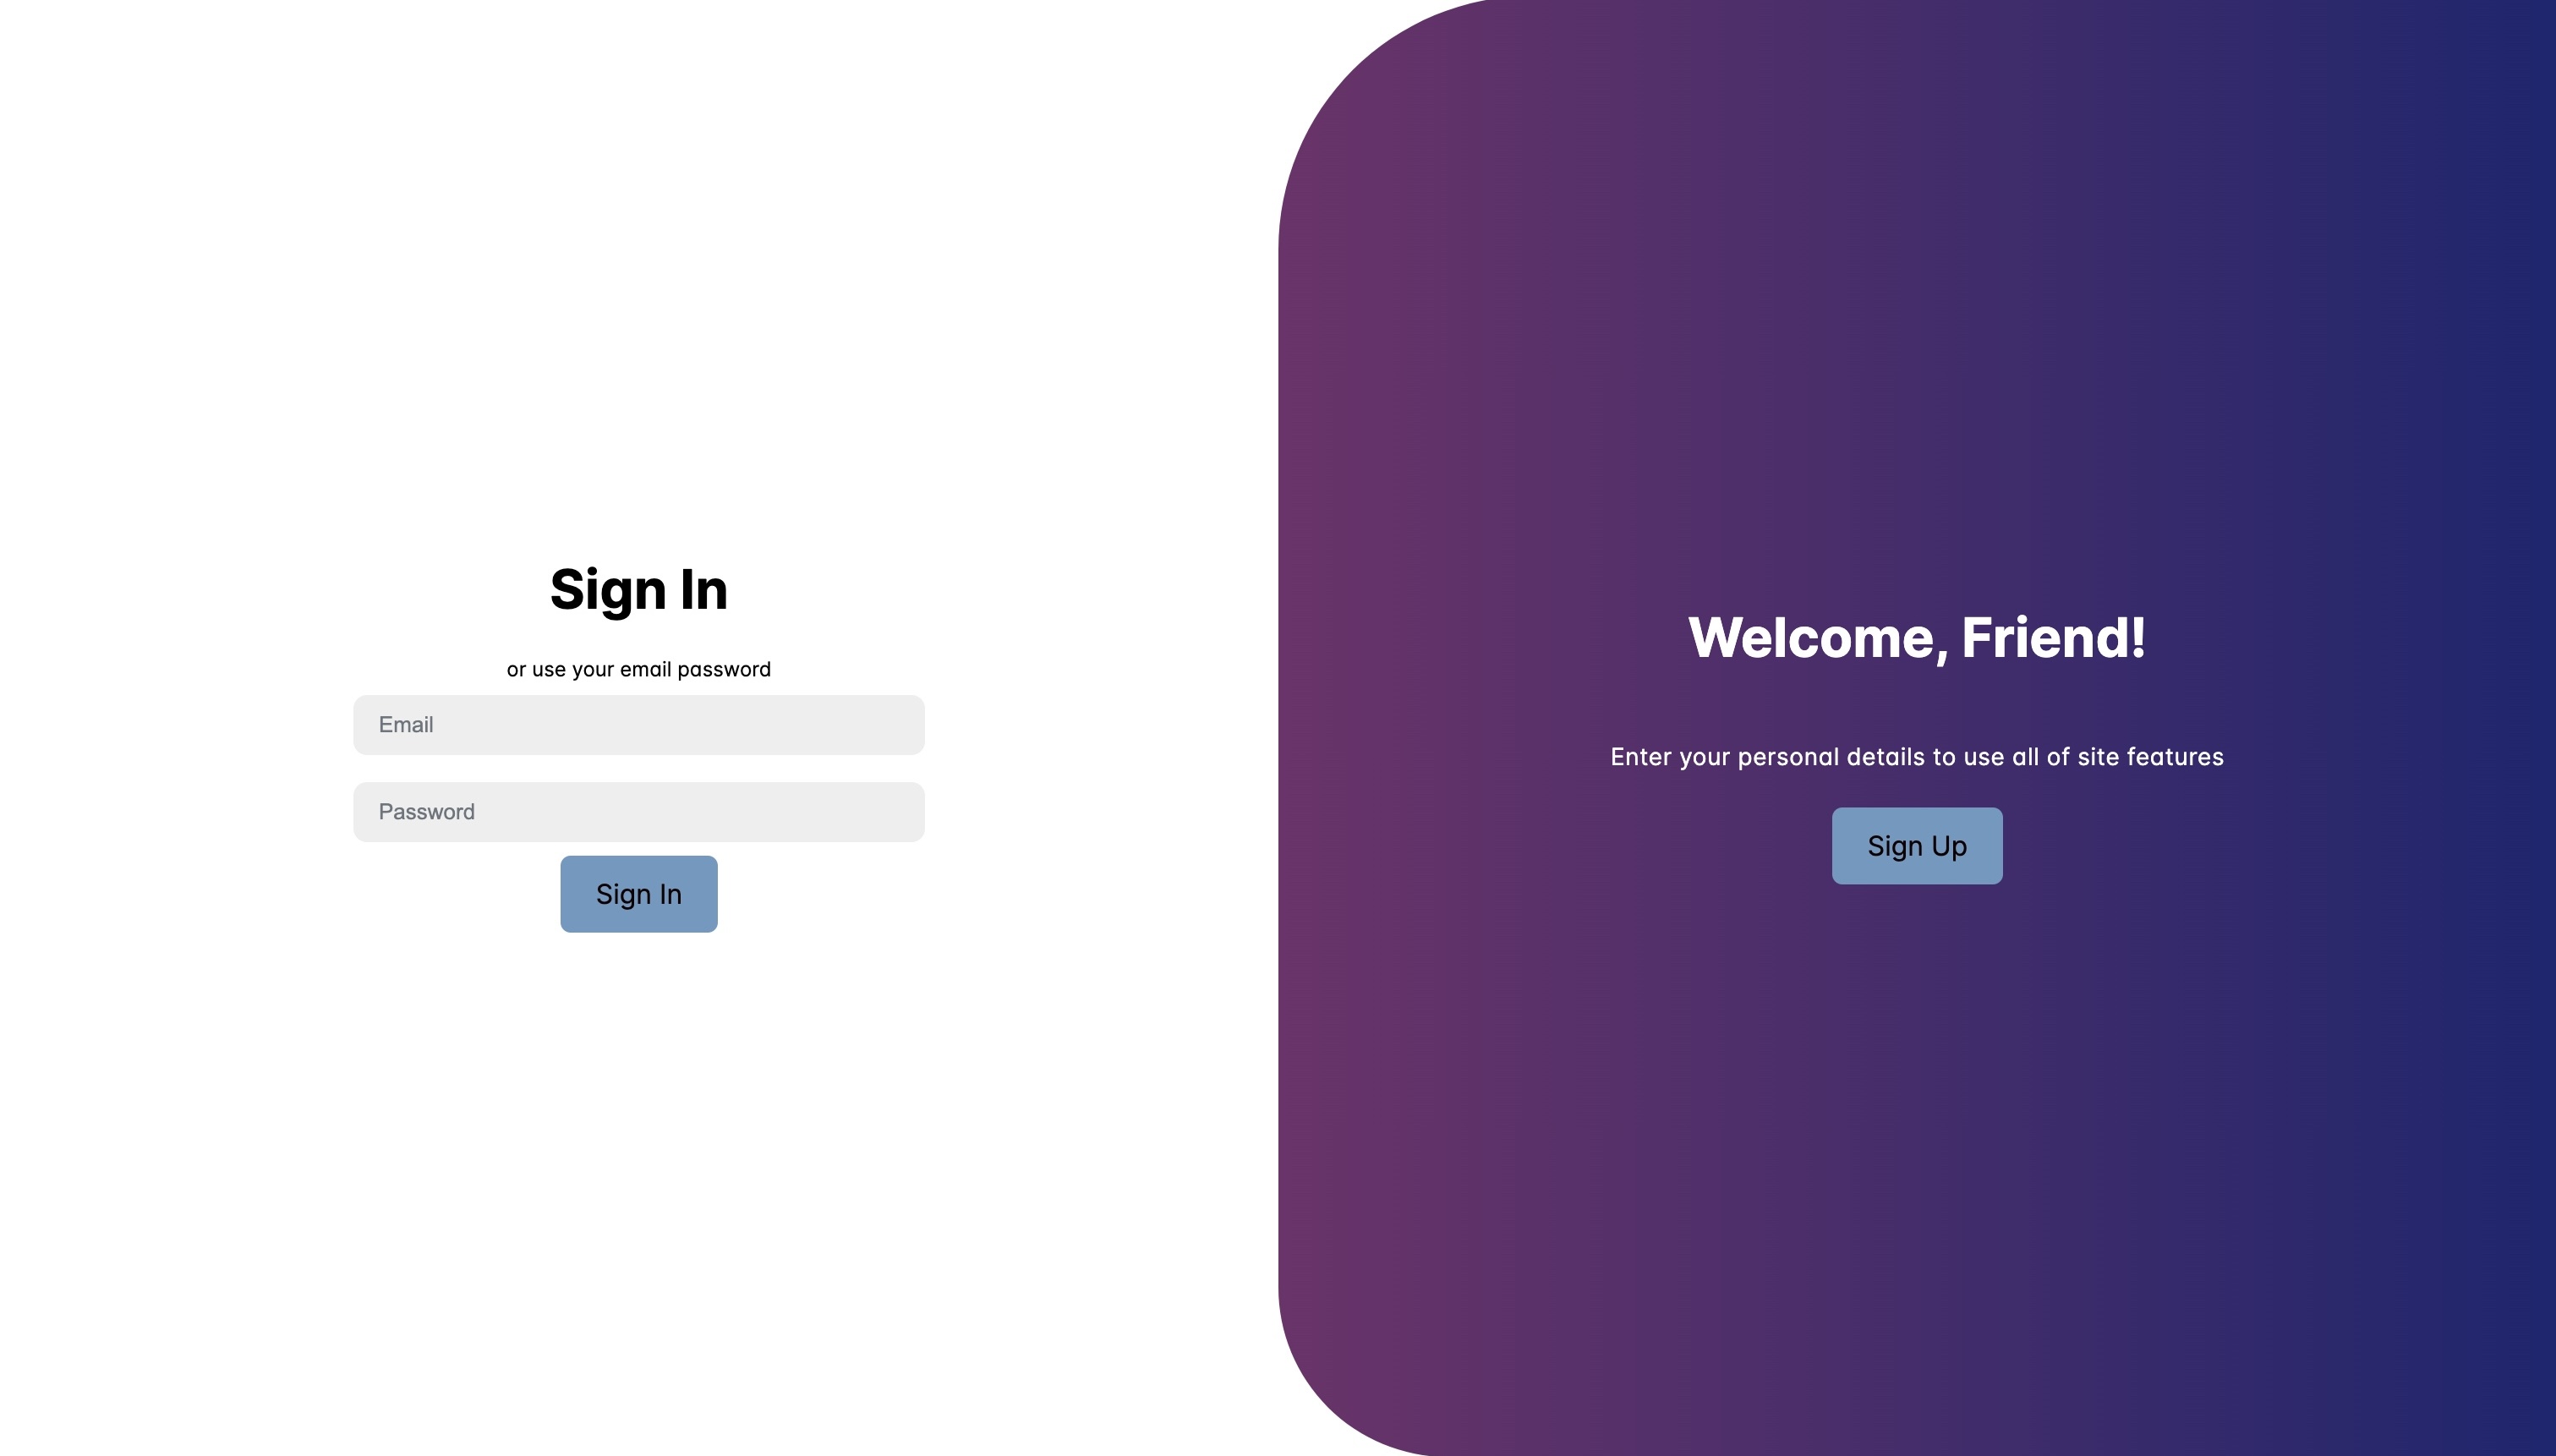 Sign In
or use your email password
Email
Password
Sign In
Welcome, Friend!
Enter your personal details to use all of site features
Sign Up